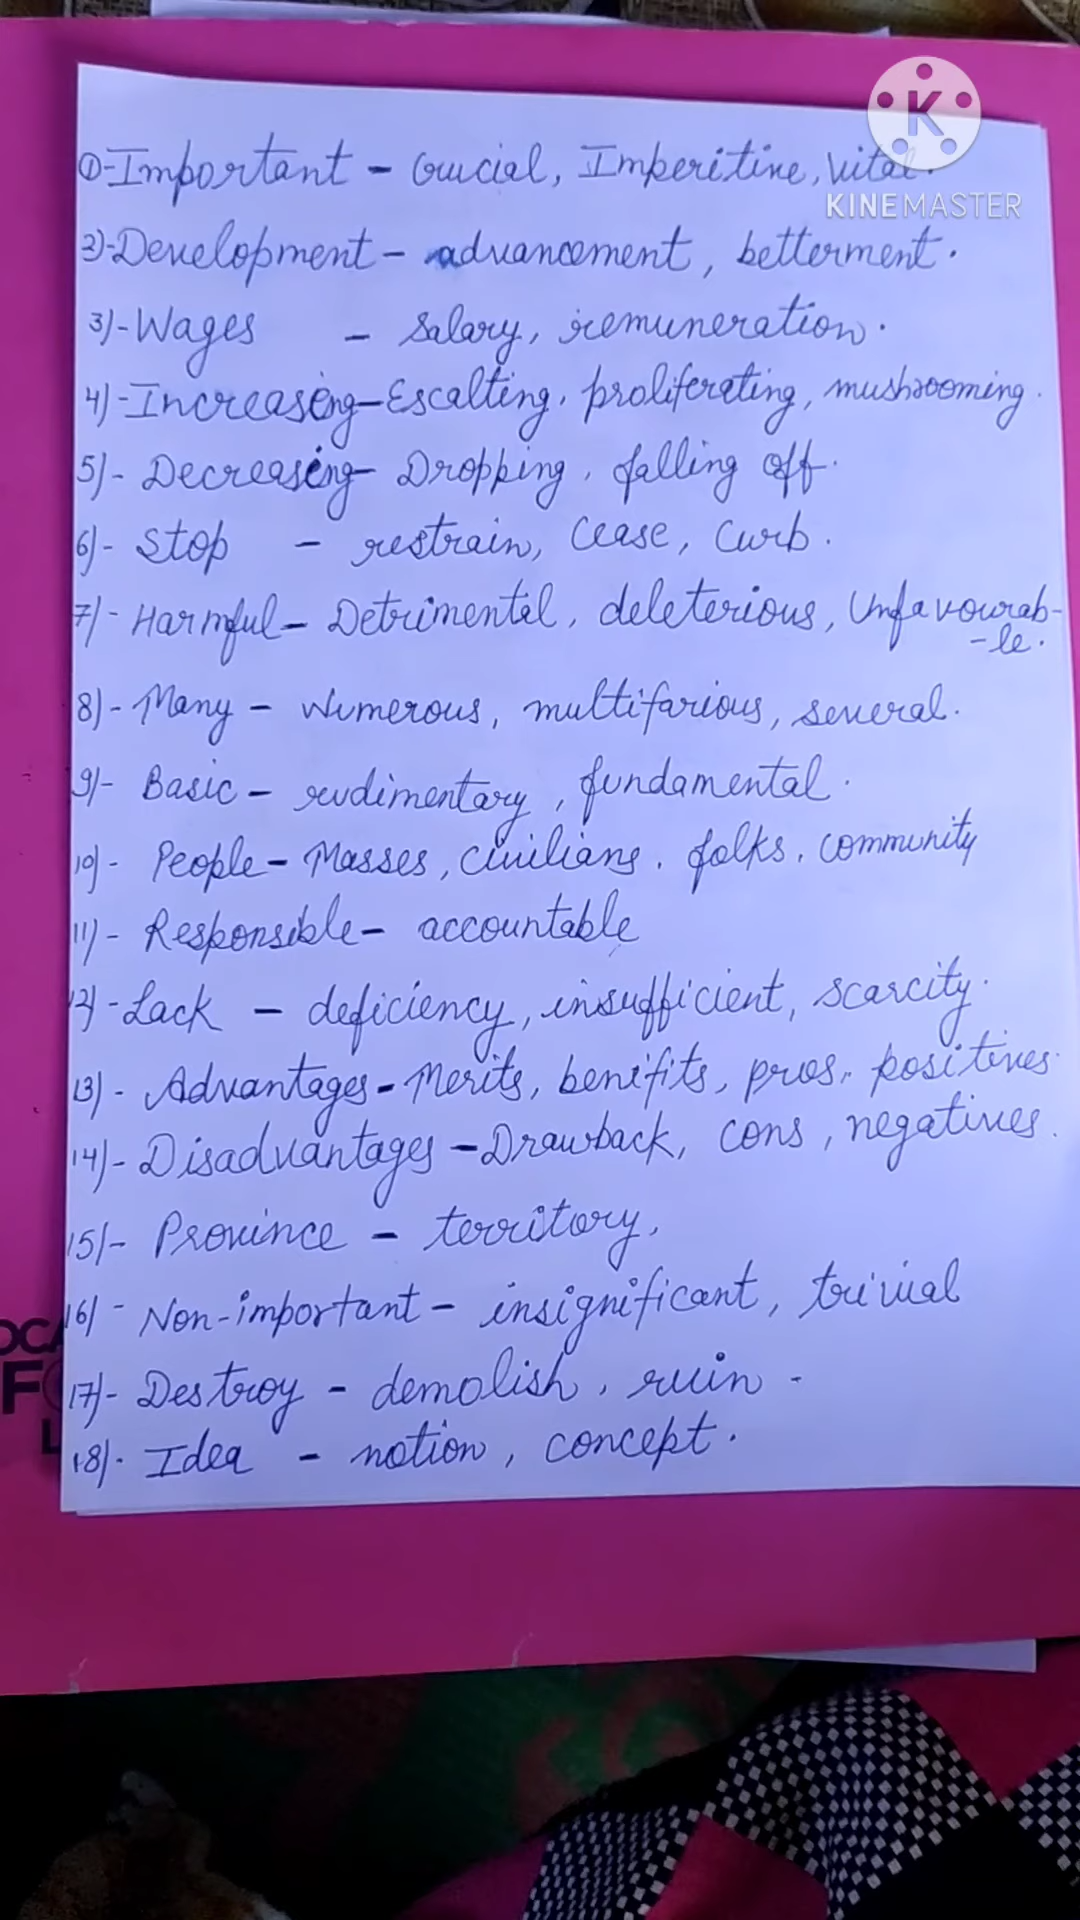 ①-Important - Crucial, Imperitive, Vital.
2)-Development - advancement, betterment.
3)-Wages - Salary, remuneration.
4)-Increasing-Escalting, proliferating, mushrooming.
5)- Decreasing- Dropping, falling off.
6)- Stop - restrain, Cease, Curb.
7)- Harmful- Detrimental, deleterious, Unfavourab-
-le.
8)- Many - Numerous, multifarious, several.
9)- Basic - rudimentary, fundamental.
10)- People- Masses, civilians, folks, community
11)- Responsible- accountable
12)-Lack - deficiency, insufficient, scarcity.
13)- Advantages-Merits, benifits, pros, positives.
14)- Disadvantages -Drawback, cons, negatives.
15)- Province - territory,
16)- Non-important - insignificant, trivial
17)- Destroy - demolish, ruin -
18)- Idea - notion, concept.
K
KINEMASTER
OCA
F
L